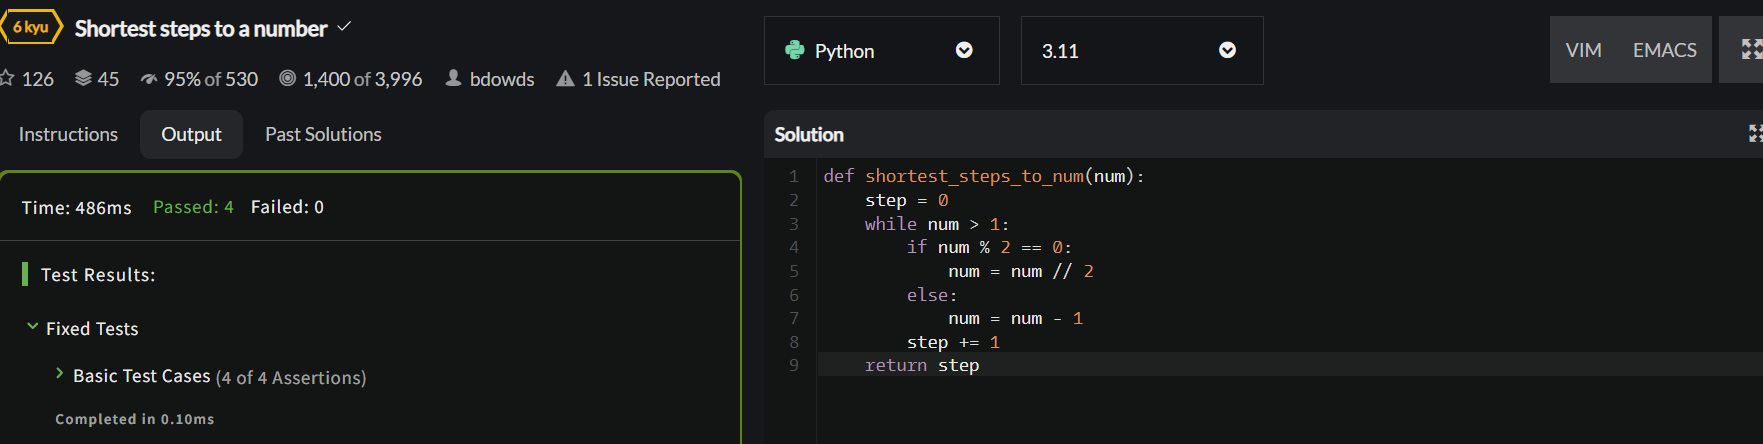 6 kyu Shortest steps to a number
126 45 95% of 530 1,400 of 3,996 bdowds 1 Issue Reported
Instructions Output Past Solutions
Time: 486ms Passed: 4 Failed: 0
Test Results:
Fixed Tests
Basic Test Cases (4 of 4 Assertions)
Completed in 0.10ms
Python 3.11 VIM EMACS
Solution
1 def shortest_steps_to_num(num):
2     step = 0
3     while num > 1:
4         if num % 2 == 0:
5             num = num // 2
6         else:
7             num = num - 1
8         step += 1
9     return step